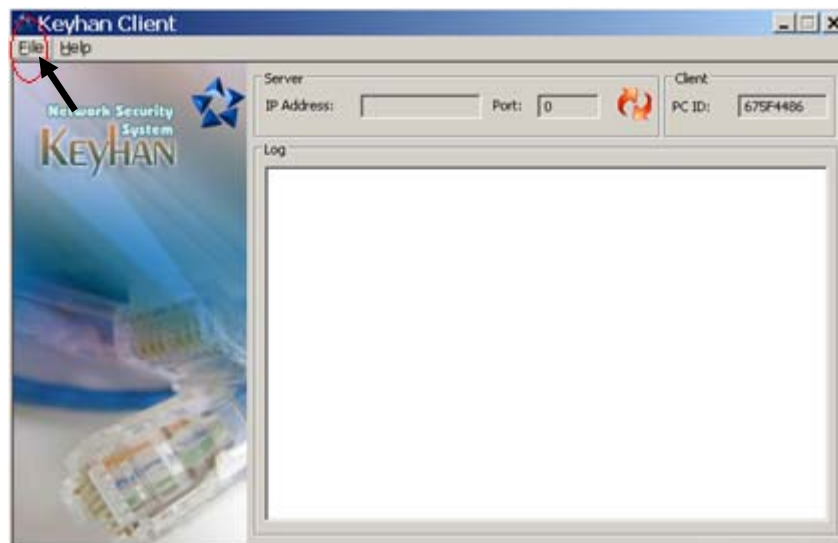 Keyhan Client
File Help
Network Security
System
KEYHAN
Server
IP Address: Port: 0
Client
PC ID: 675F4486
Log